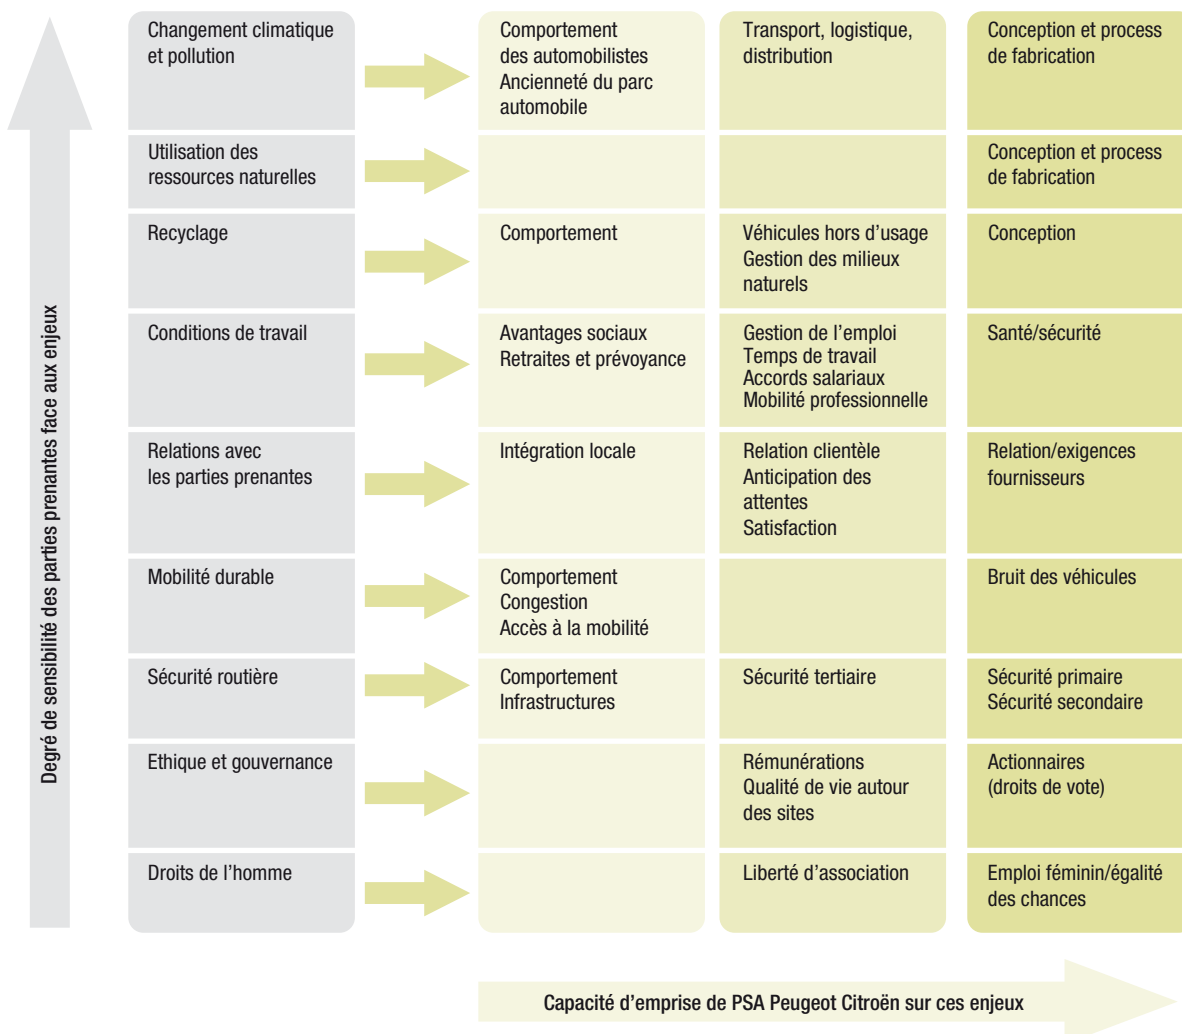 Degré de sensibilité des parties prenantes face aux enjeux
Changement climatique
et pollution
Comportement
des automobilistes
Ancienneté du parc
automobile
Transport, logistique,
distribution
Conception et process
de fabrication
Utilisation des
ressources naturelles
Conception et process
de fabrication
Recyclage
Comportement
Véhicules hors d’usage
Gestion des milieux
naturels
Conception
Conditions de travail
Avantages sociaux
Retraites et prévoyance
Gestion de l’emploi
Temps de travail
Accords salariaux
Mobilité professionnelle
Santé/sécurité
Relations avec
les parties prenantes
Intégration locale
Relation clientèle
Anticipation des
attentes
Satisfaction
Relation/exigences
fournisseurs
Mobilité durable
Comportement
Congestion
Accès à la mobilité
Bruit des véhicules
Sécurité routière
Comportement
Infrastructures
Sécurité tertiaire
Sécurité primaire
Sécurité secondaire
Ethique et gouvernance
Rémunérations
Qualité de vie autour
des sites
Actionnaires
(droits de vote)
Droits de l’homme
Liberté d’association
Emploi féminin/égalité
des chances
Capacité d’emprise de PSA Peugeot Citroën sur ces enjeux